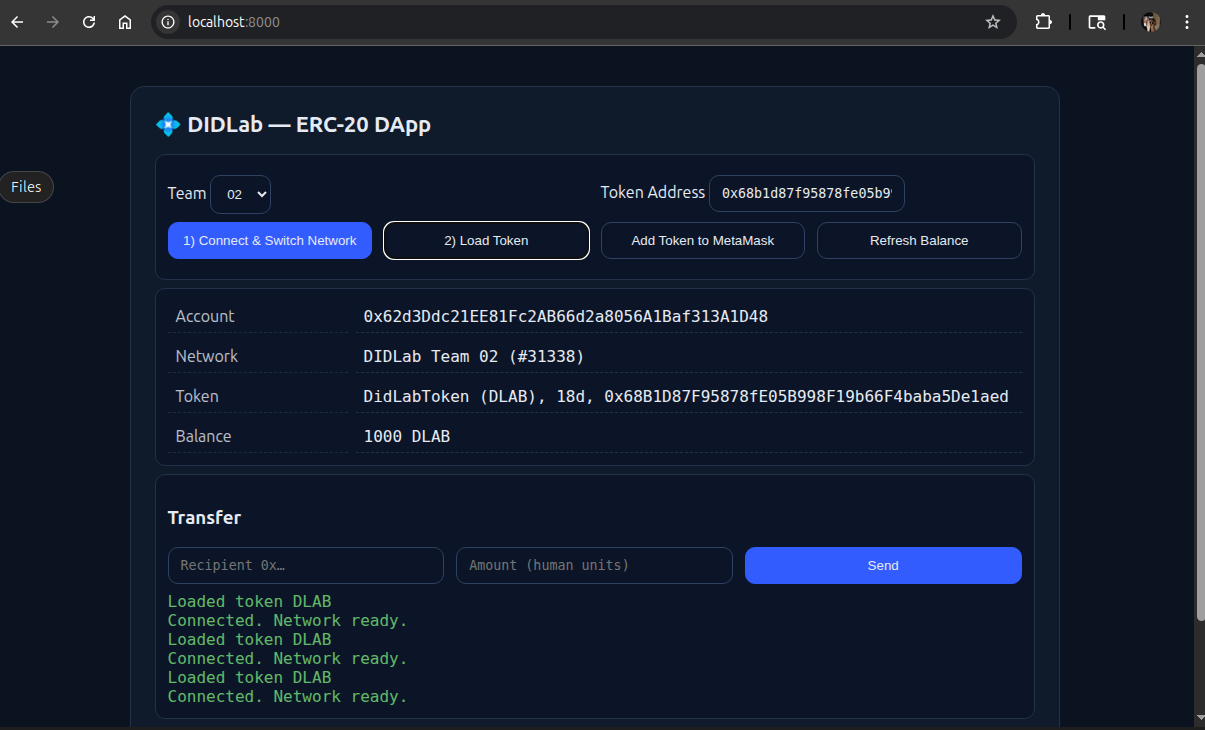 localhost:8000
DIDLab — ERC-20 DApp
Files
Team 02 Token Address 0x68b1d87f95878fe05b9
1) Connect & Switch Network 2) Load Token Add Token to MetaMask Refresh Balance
Account 0x62d3Ddc21EE81Fc2AB66d2a8056A1Baf313A1D48
Network DIDLab Team 02 (#31338)
Token DidLabToken (DLAB), 18d, 0x68B1D87F95878fE05B998F19b66F4baba5De1aed
Balance 1000 DLAB
Transfer
Recipient 0x… Amount (human units) Send
Loaded token DLAB
Connected. Network ready.
Loaded token DLAB
Connected. Network ready.
Loaded token DLAB
Connected. Network ready.